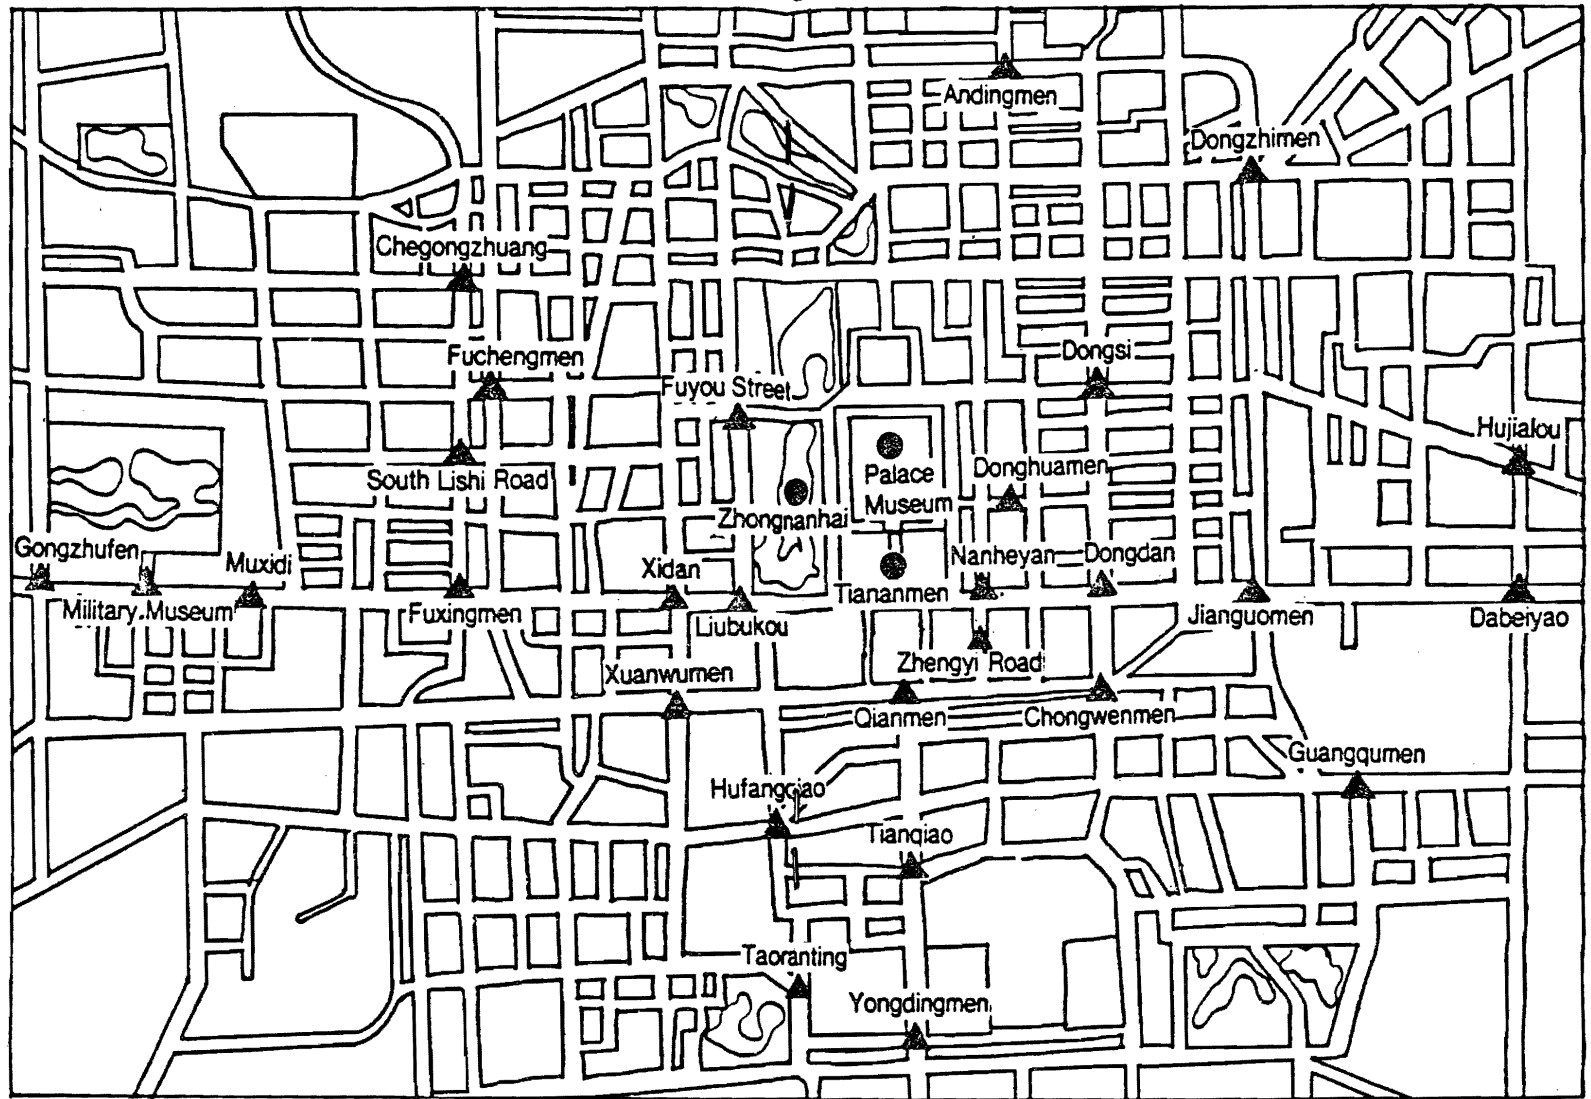 Andingmen
Dongzhimen
Chegongzhuang
Fuchengmen
Dongsi
Fuyou Street
Hujialou
South Lishi Road
Palace
Museum
Donghuamen
Zhongnanhai
Gongzhufen
Muxidi
Xidan
Nanheyan
Dongdan
Military Museum
Fuxingmen
Liubukou
Tiananmen
Jianguomen
Dabeiyao
Xuanwumen
Zhengyi Road
Qianmen
Chongwenmen
Guangqumen
Hufangqiao
Tianqiao
Taoranting
Yongdingmen